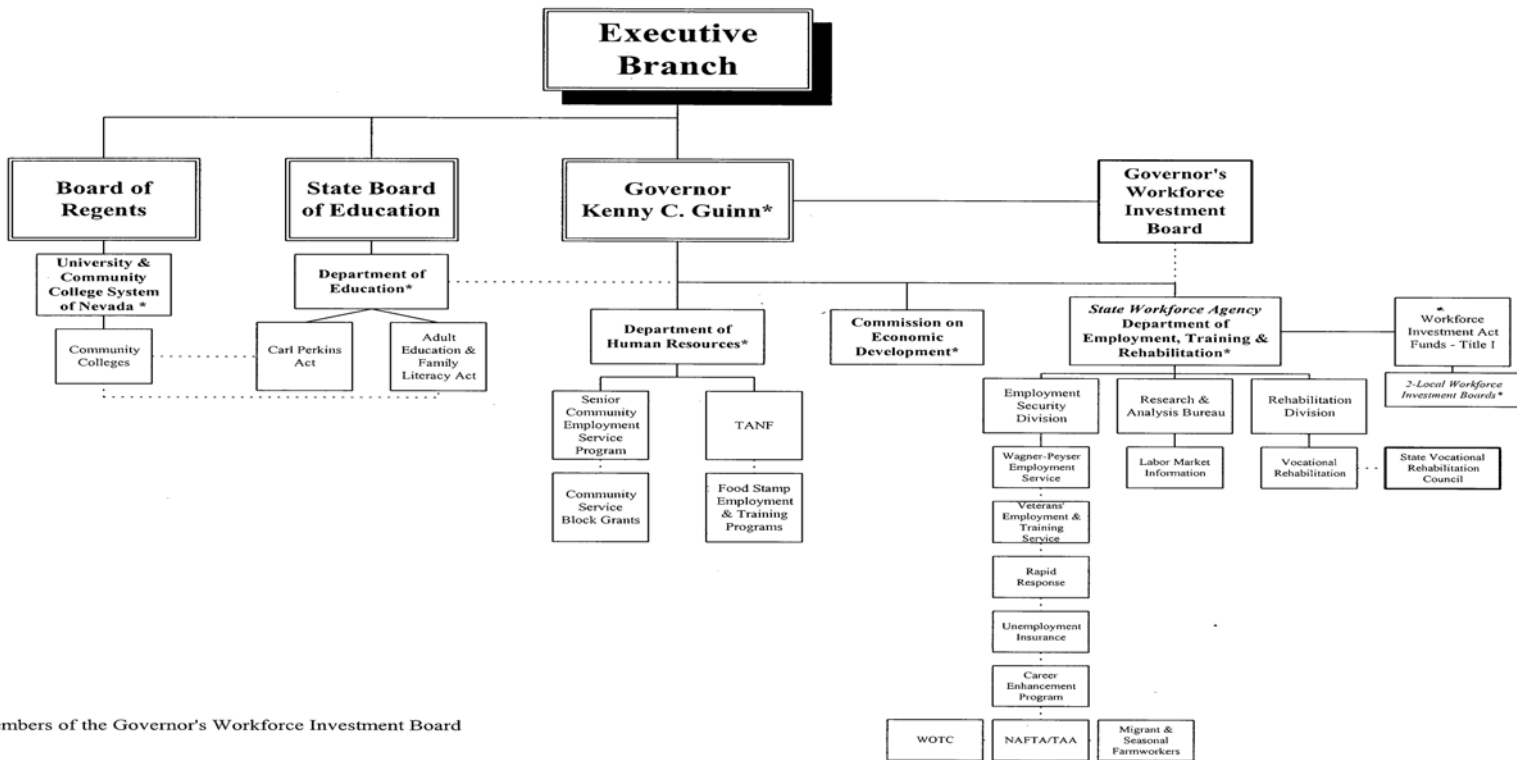 Executive
Branch
Board of
Regents
State Board
of Education
Governor
Kenny C. Guinn*
Governor's
Workforce
Investment
Board
University &
Community
College System
of Nevada *
Department of
Education*
Community
Colleges
Carl Perkins
Act
Adult
Education &
Family
Literacy Act
Department of
Human Resources*
Commission on
Economic
Development*
State Workforce Agency
Department of
Employment, Training &
Rehabilitation*
*
Workforce
Investment Act
Funds - Title I
2-Local Workforce
Investment Boards*
Senior
Community
Employment
Service
Program
TANF
Community
Service
Block Grants
Food Stamp
Employment
& Training
Programs
Employment
Security
Division
Research &
Analysis Bureau
Rehabilitation
Division
Wagner-Peyser
Employment
Service
Labor Market
Information
Vocational
Rehabilitation
State Vocational
Rehabilitation
Council
Veterans'
Employment &
Training
Service
Rapid
Response
Unemployment
Insurance
Career
Enhancement
Program
WOTC
NAFTA/TAA
Migrant &
Seasonal
Farmworkers
embers of the Governor's Workforce Investment Board